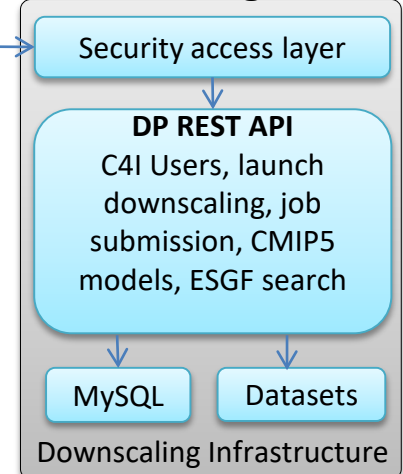 Security access layer
DP REST API
C4I Users, launch
downscaling, job
submission, CMIP5
models, ESGF search
MySQL
Datasets
Downscaling Infrastructure